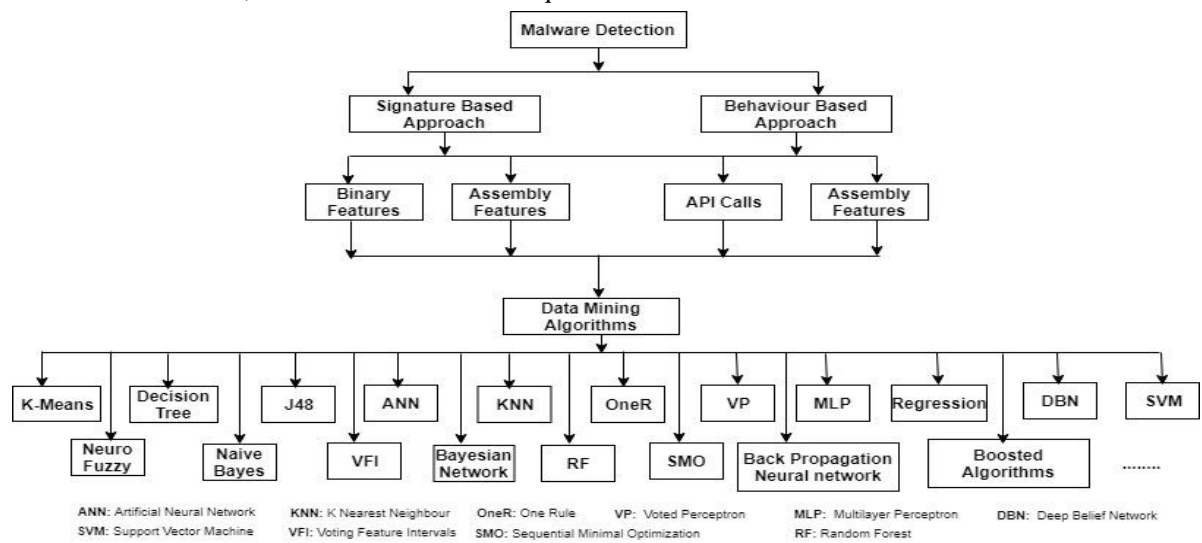 Malware Detection
Signature Based
Approach
Behaviour Based
Approach
Binary
Features
Assembly
Features
API Calls
Assembly
Features
Data Mining
Algorithms
K-Means
Decision
Tree
J48
ANN
KNN
OneR
VP
MLP
Regression
DBN
SVM
Neuro
Fuzzy
Naive
Bayes
VFI
Bayesian
Network
RF
SMO
Back Propagation
Neural network
Boosted
Algorithms
........
ANN: Artificial Neural Network KNN: K Nearest Neighbour OneR: One Rule VP: Voted Perceptron MLP: Multilayer Perceptron DBN: Deep Belief Network
SVM: Support Vector Machine VFI: Voting Feature Intervals SMO: Sequential Minimal Optimization RF: Random Forest